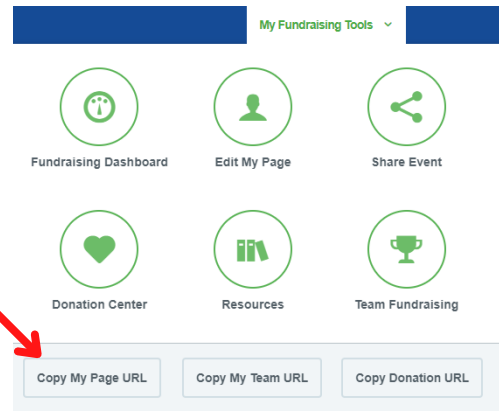 My Fundraising Tools
Fundraising Dashboard
Edit My Page
Share Event
Donation Center
Resources
Team Fundraising
Copy My Page URL
Copy My Team URL
Copy Donation URL